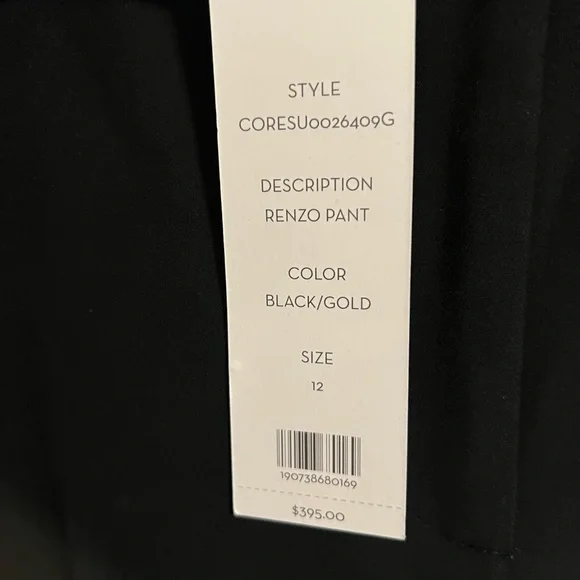 STYLE
CORESU0026409G
DESCRIPTION
RENZO PANT
COLOR
BLACK/GOLD
SIZE
12
190738680169
$395.00